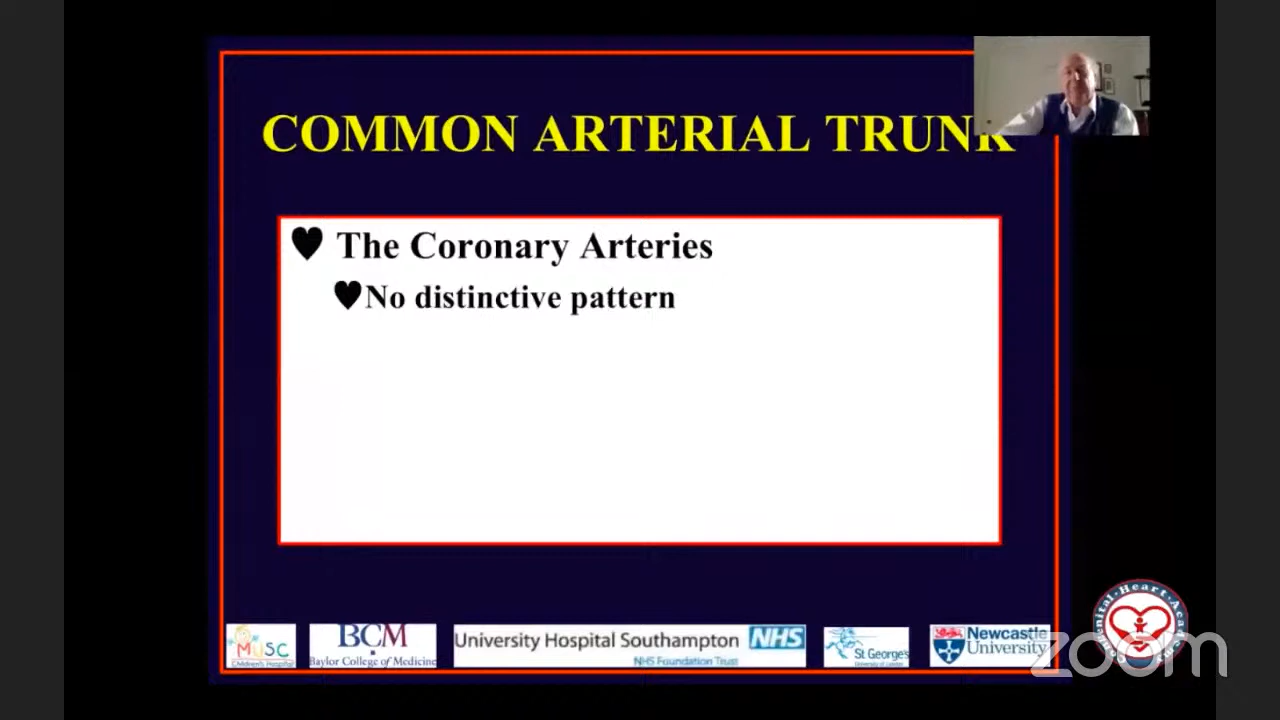 COMMON ARTERIAL TRUNK
The Coronary Arteries
No distinctive pattern
MUSC
Children's Hospital
BCM
Baylor College of Medicine
University Hospital Southampton NHS
NHS Foundation Trust
St George's
University of London
Newcastle
University
zoom